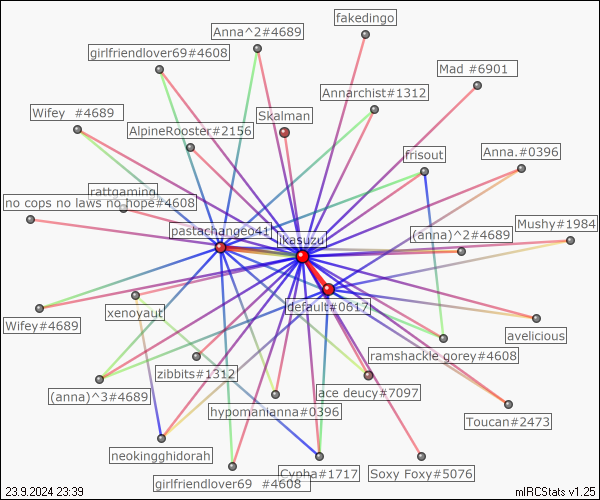 fakedingo
Anna^2#4689
girlfriendlover69#4608
Mad #6901
Annarchist#1312
Wifey #4689
Skalman
AlpineRooster#2156
frisout
Anna.#0396
rattgaming
no cops no laws no hope#4608
Mushy#1984
pastachangeo41
ikasuzu
(anna)^2#4689
default#0617
xenoyaut
Wifey#4689
avelicious
ramshackle gorey#4608
zibbits#1312
ace deucy#7097
(anna)^3#4689
hypomanianna#0396
Toucan#2473
neokingghidorah
Cypha#1717
Soxy Foxy#5076
girlfriendlover69 #4608
23.9.2024 23:39
mIRCStats v1.25